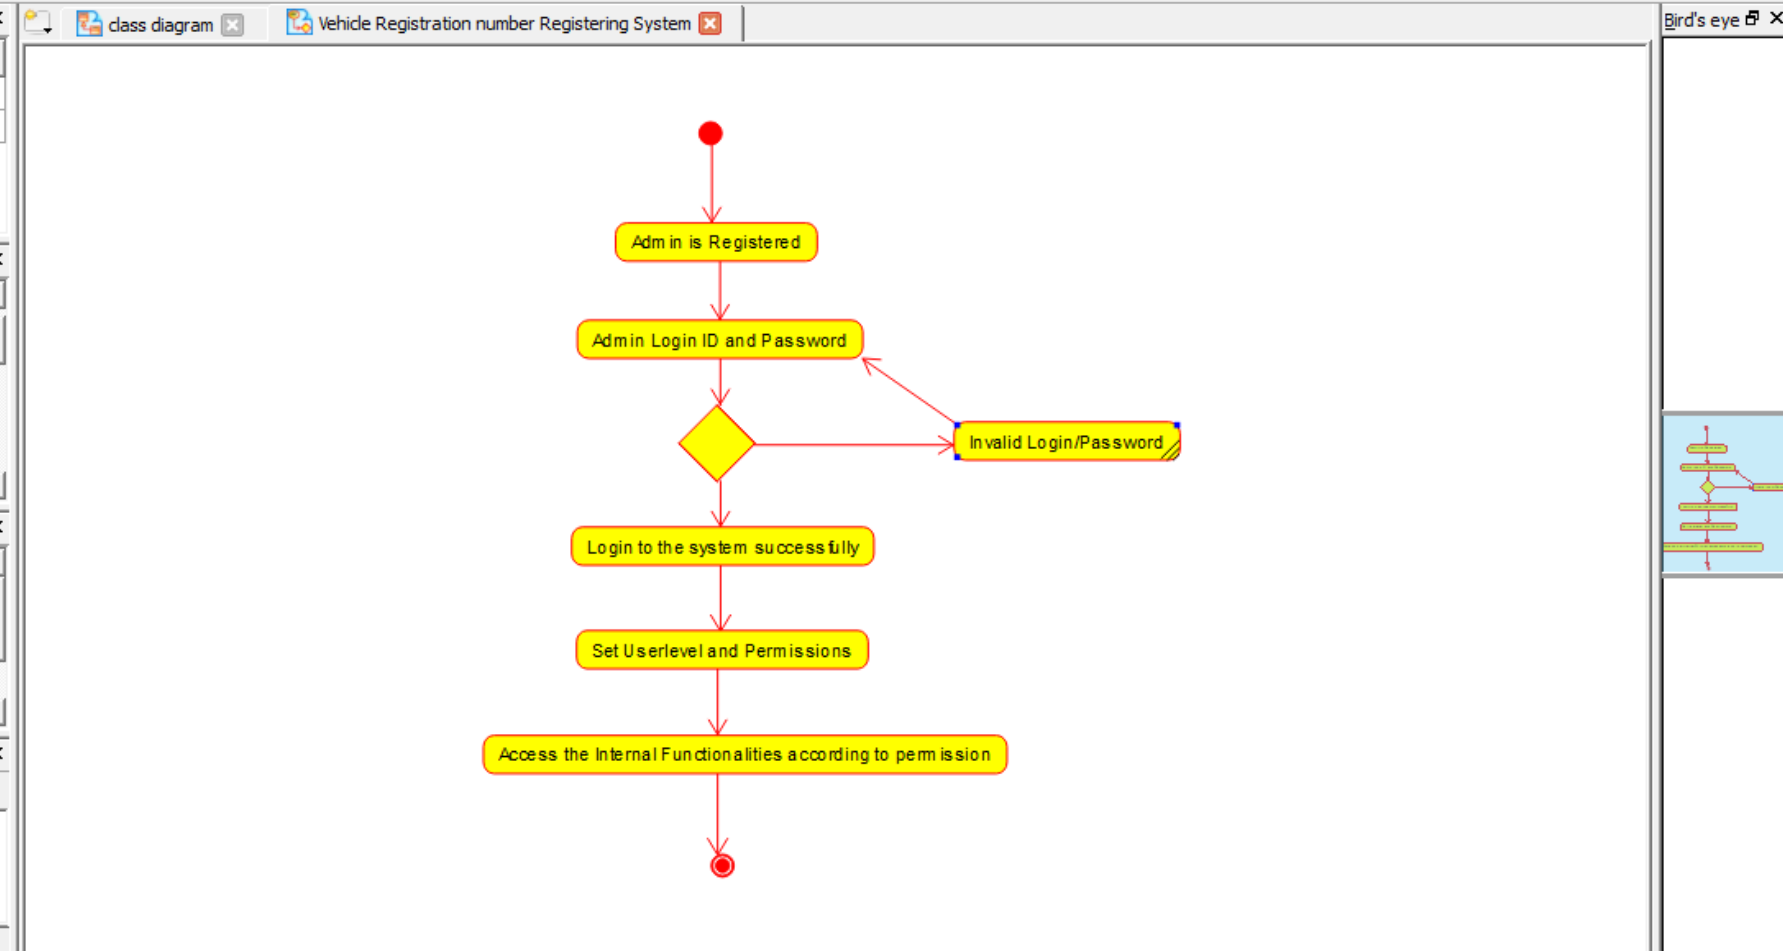 class diagram
Vehicle Registration number Registering System
Bird's eye
Admin is Registered
Admin Login ID and Password
Invalid Login/Password
Login to the system successfully
Set Userlevel and Permissions
Access the Internal Functionalities according to permission